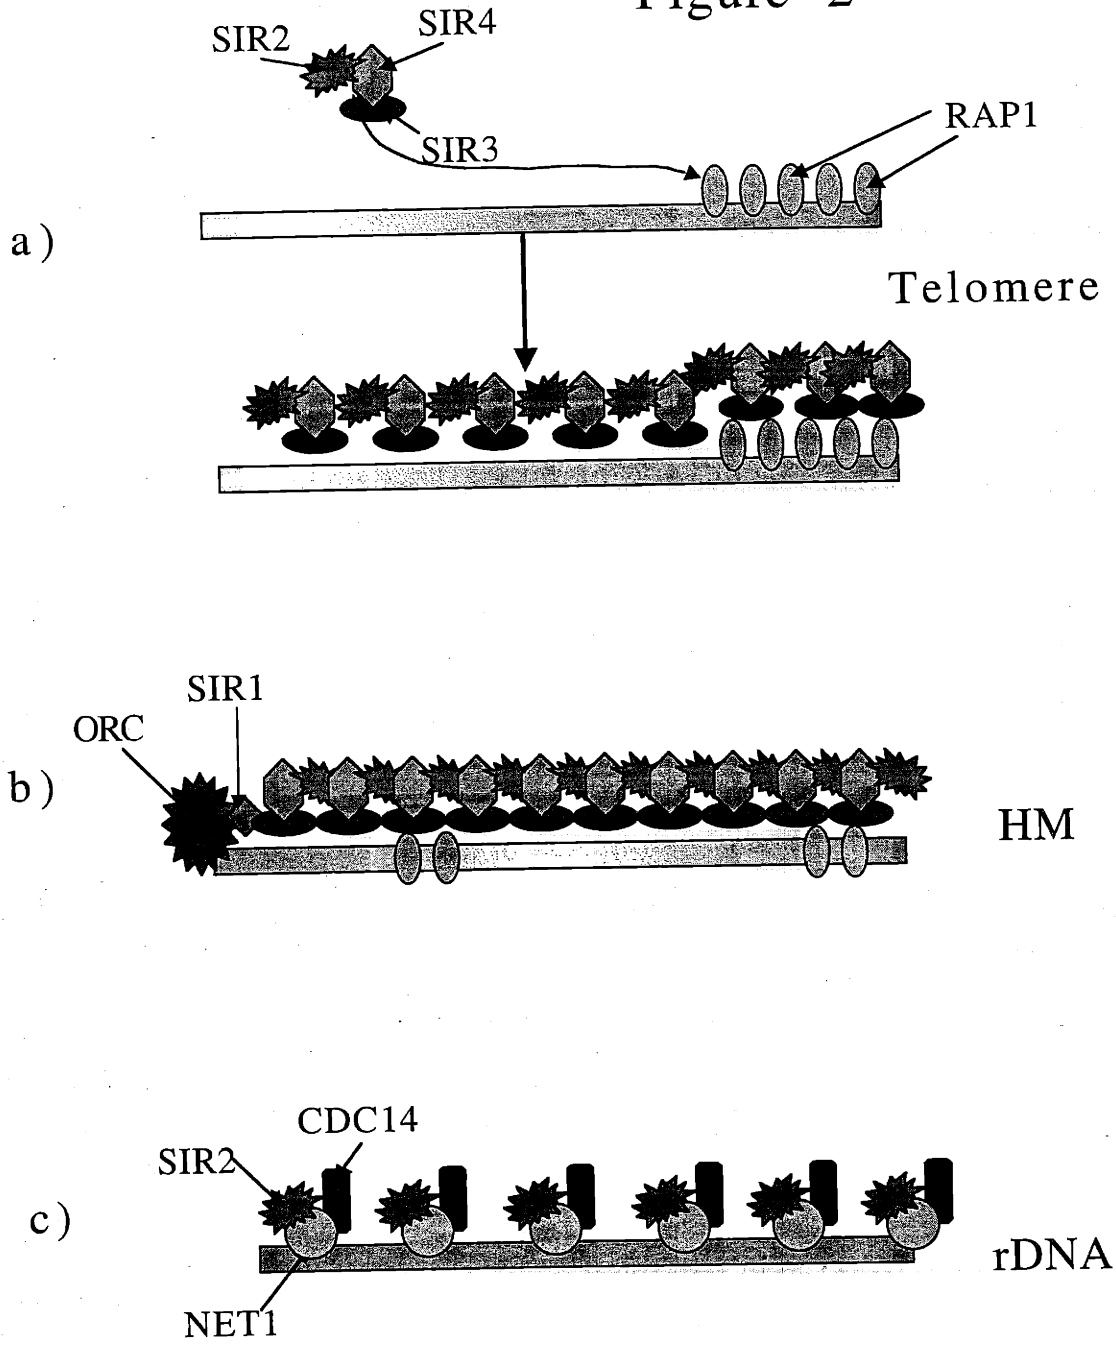 Figure 2
SIR2
SIR4
SIR3
RAP1
a)
Telomere
SIR1
ORC
b)
HM
CDC14
SIR2
c)
rDNA
NET1